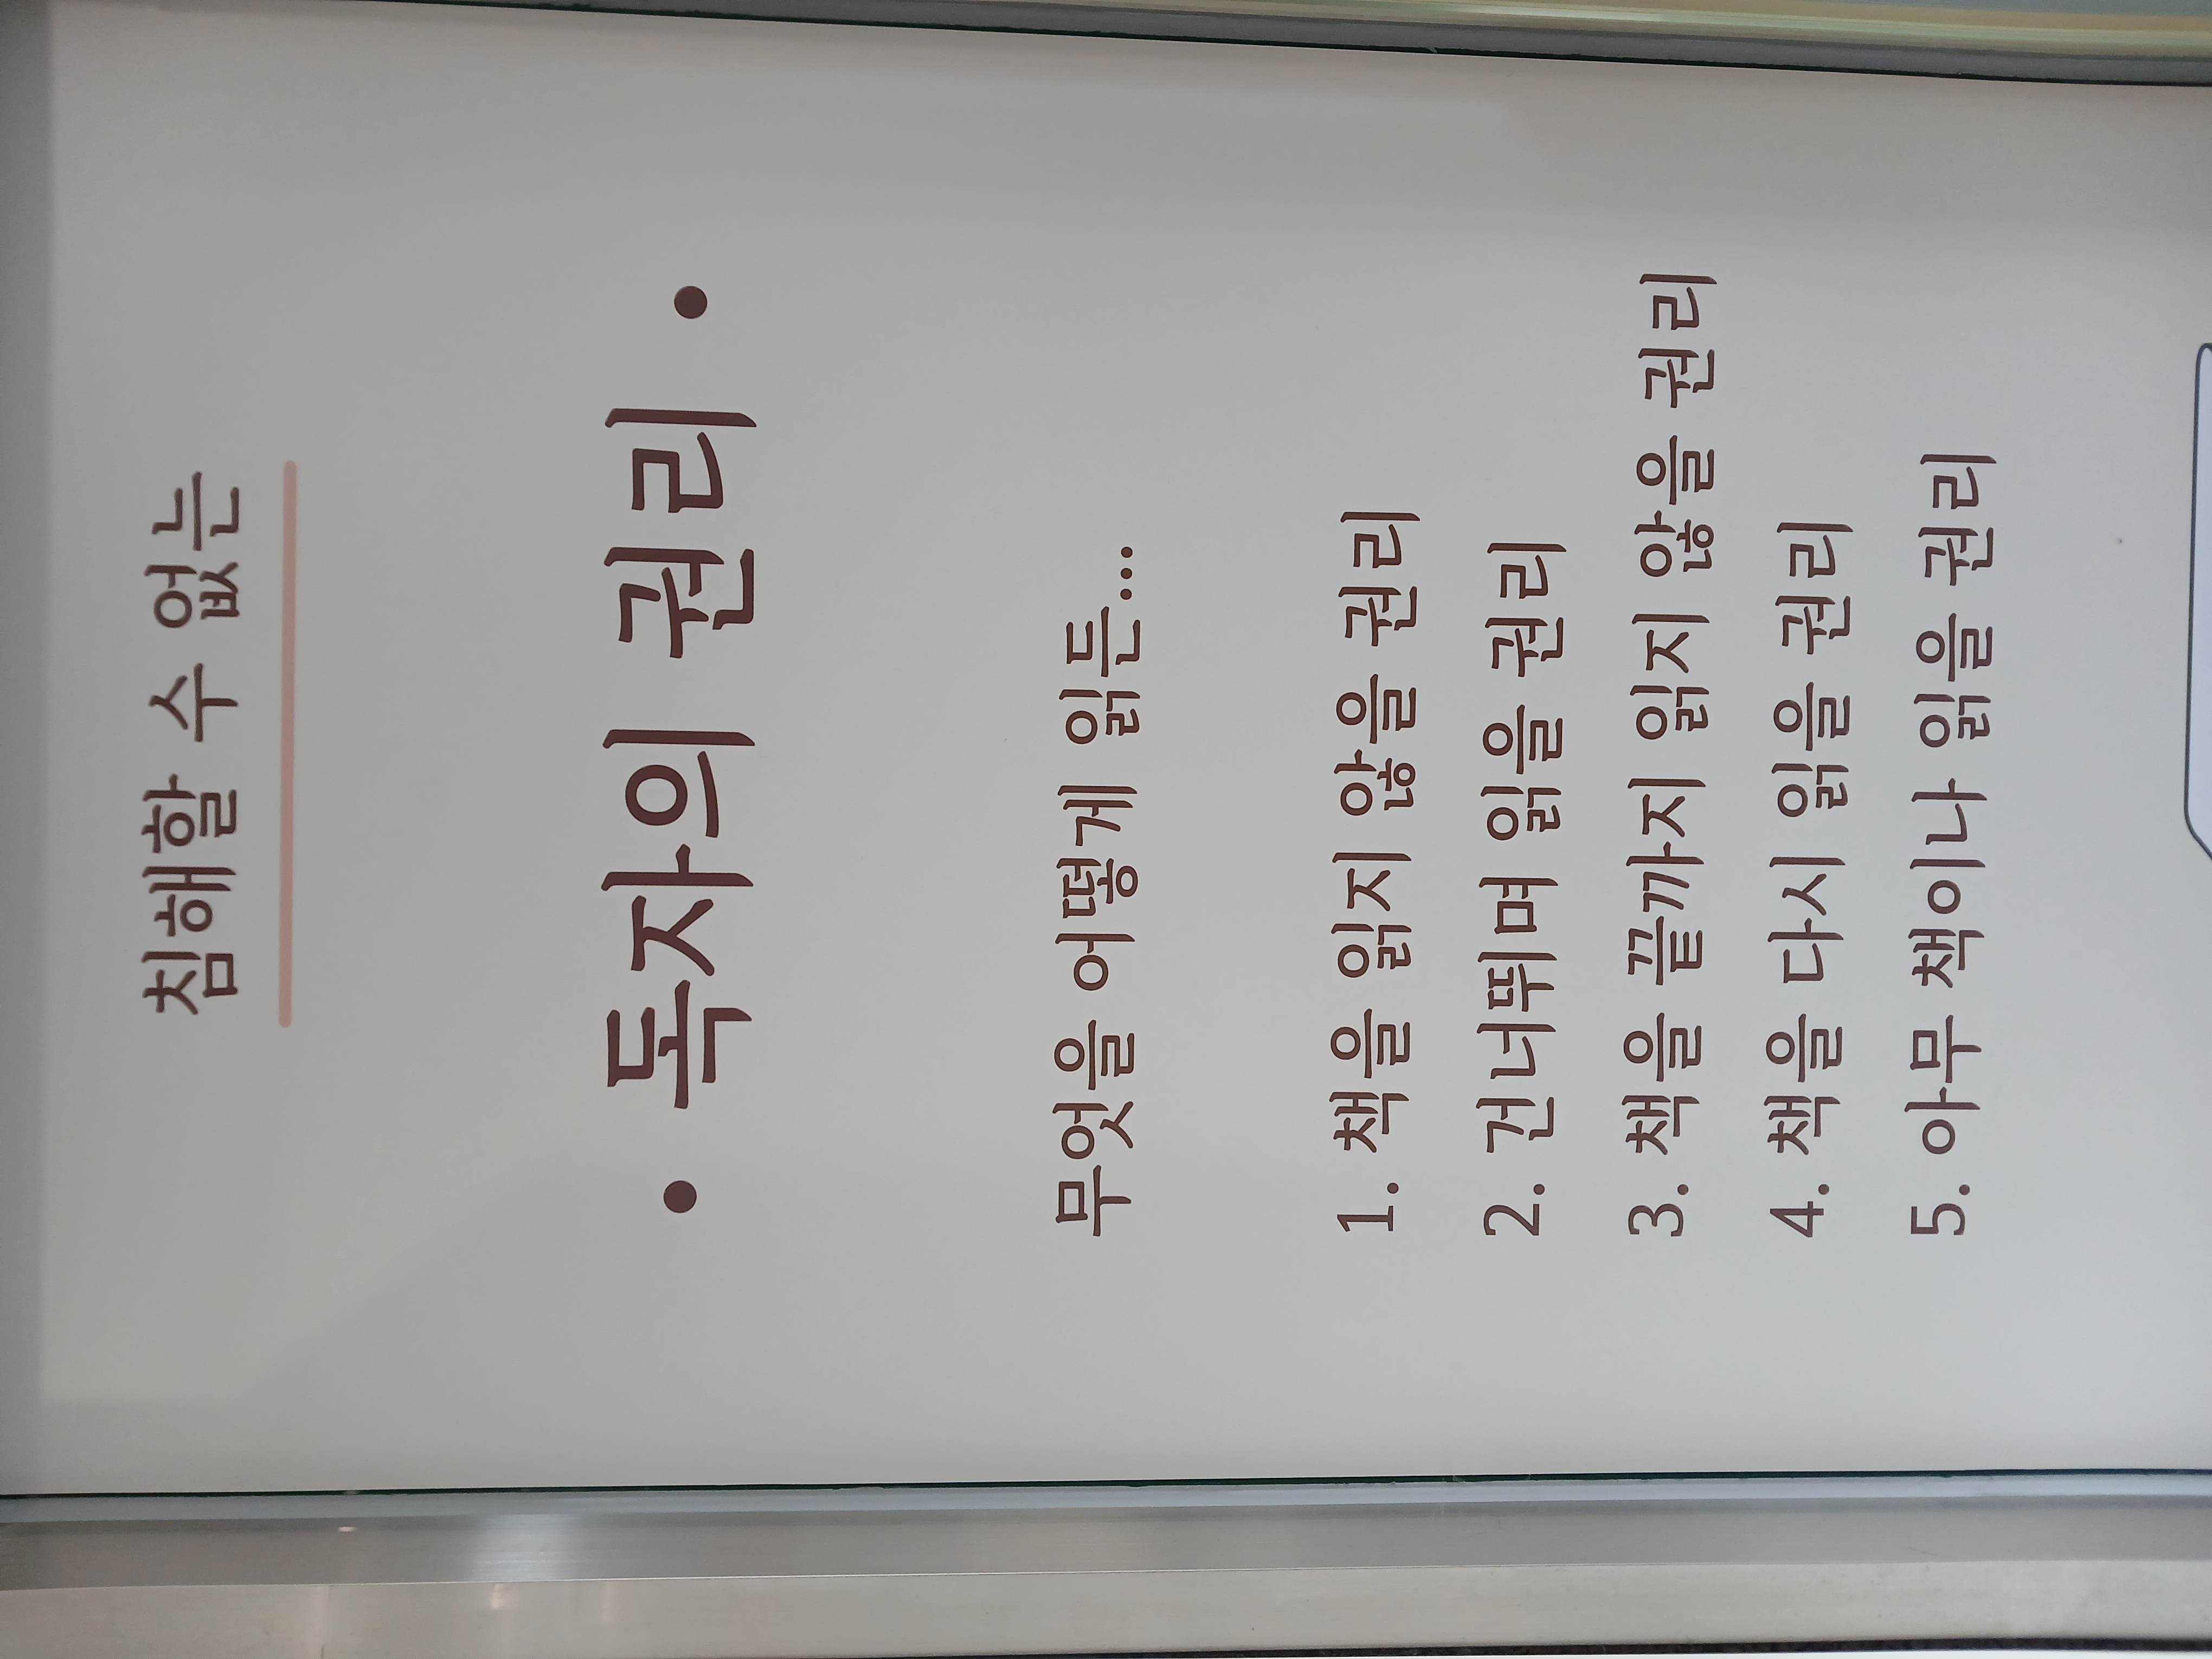 침해할 수 없는
• 독자의 권리 •
무엇을 어떻게 읽든...
1. 책을 읽지 않을 권리
2. 건너뛰며 읽을 권리
3. 책을 끝까지 읽지 않을 권리
4. 책을 다시 읽을 권리
5. 아무 책이나 읽을 권리